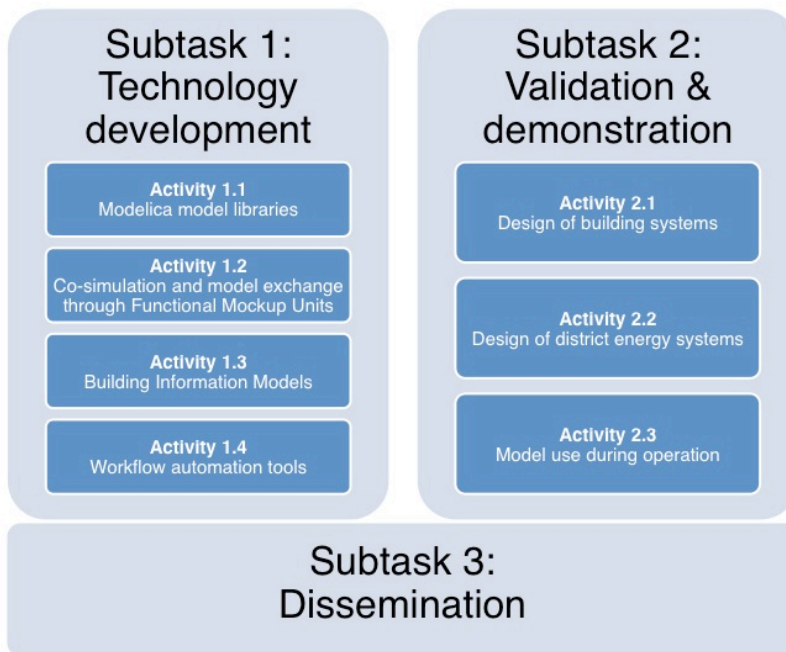 Subtask 1:
Technology
development
Activity 1.1
Modelica model libraries
Activity 1.2
Co-simulation and model exchange
through Functional Mockup Units
Activity 1.3
Building Information Models
Activity 1.4
Workflow automation tools
Subtask 2:
Validation &
demonstration
Activity 2.1
Design of building systems
Activity 2.2
Design of district energy systems
Activity 2.3
Model use during operation
Subtask 3:
Dissemination